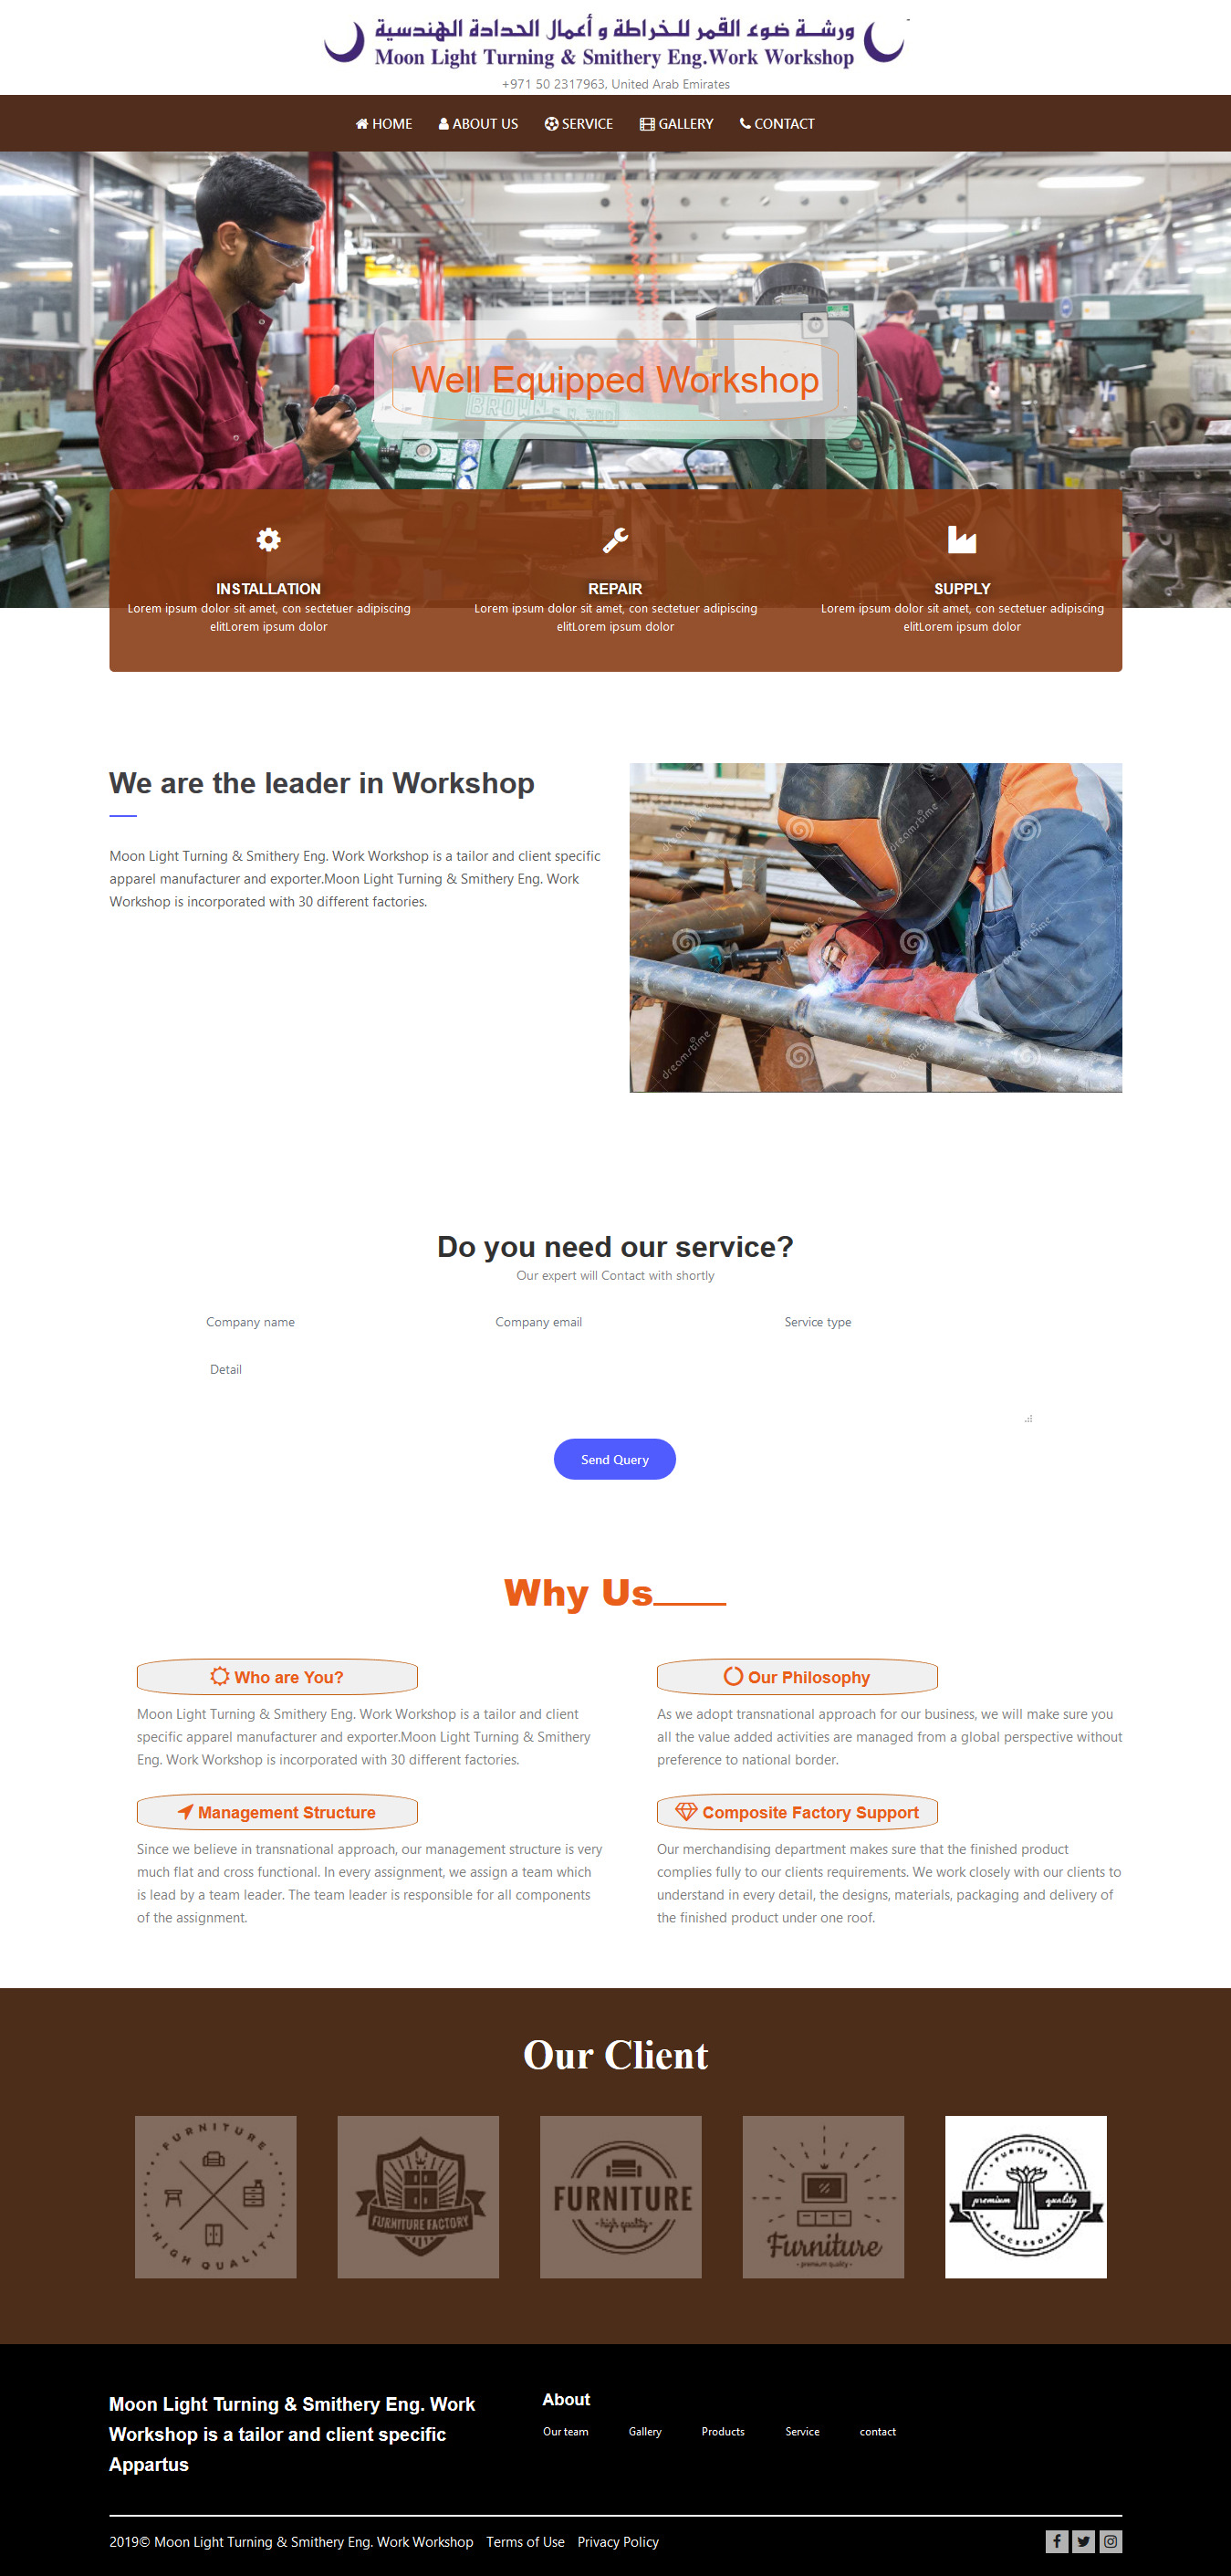 ورشة ضوء القمر للخراطة و أعمال الحدادة الهندسية
Moon Light Turning & Smithery Eng.Work Workshop
+971 50 2317963, United Arab Emirates
HOME ABOUT US SERVICE GALLERY CONTACT
BROWN
Well Equipped Workshop
INSTALLATION
Lorem ipsum dolor sit amet, con sectetuer adipiscing
elitLorem ipsum dolor
REPAIR
Lorem ipsum dolor sit amet, con sectetuer adipiscing
elitLorem ipsum dolor
SUPPLY
Lorem ipsum dolor sit amet, con sectetuer adipiscing
elitLorem ipsum dolor
We are the leader in Workshop
Moon Light Turning & Smithery Eng. Work Workshop is a tailor and client specific
apparel manufacturer and exporter.Moon Light Turning & Smithery Eng. Work
Workshop is incorporated with 30 different factories.
dreamstime
dreamstime
dreamstime
dreamstime
dreamstime
dreamstime
Do you need our service?
Our expert will Contact with shortly
Company name Company email Service type
Detail
Send Query
Why Us
Who are You?
Moon Light Turning & Smithery Eng. Work Workshop is a tailor and client
specific apparel manufacturer and exporter.Moon Light Turning & Smithery
Eng. Work Workshop is incorporated with 30 different factories.
Our Philosophy
As we adopt transnational approach for our business, we will make sure you
all the value added activities are managed from a global perspective without
preference to national border.
Management Structure
Since we believe in transnational approach, our management structure is very
much flat and cross functional. In every assignment, we assign a team which
is lead by a team leader. The team leader is responsible for all components
of the assignment.
Composite Factory Support
Our merchandising department makes sure that the finished product
complies fully to our clients requirements. We work closely with our clients to
understand in every detail, the designs, materials, packaging and delivery of
the finished product under one roof.
Our Client
FURNITURE
HIGH QUALITY
FURNITURE FACTORY
FURNITURE
high quality
Furniture
premium quality
FURNITURE
premium quality
ACCESSORIES
Moon Light Turning & Smithery Eng. Work
Workshop is a tailor and client specific
Appartus
About
Our team Gallery Products Service contact
2019© Moon Light Turning & Smithery Eng. Work Workshop Terms of Use Privacy Policy